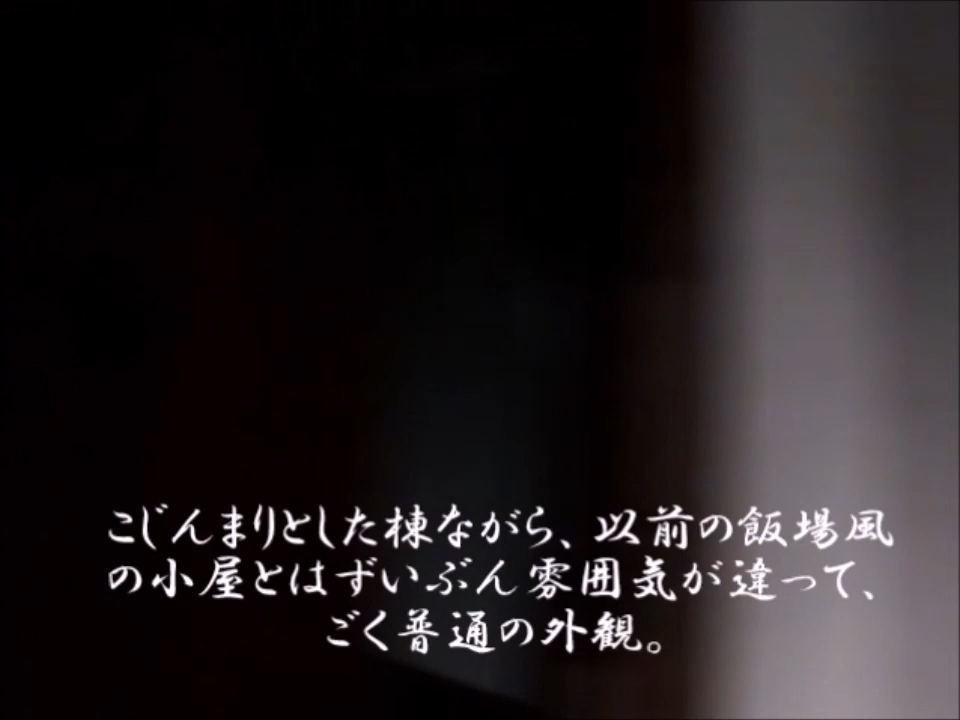 こじんまりとした棟ながら、以前の飯場風
の小屋とはずいぶん雰囲気が違って、
ごく普通の外観。